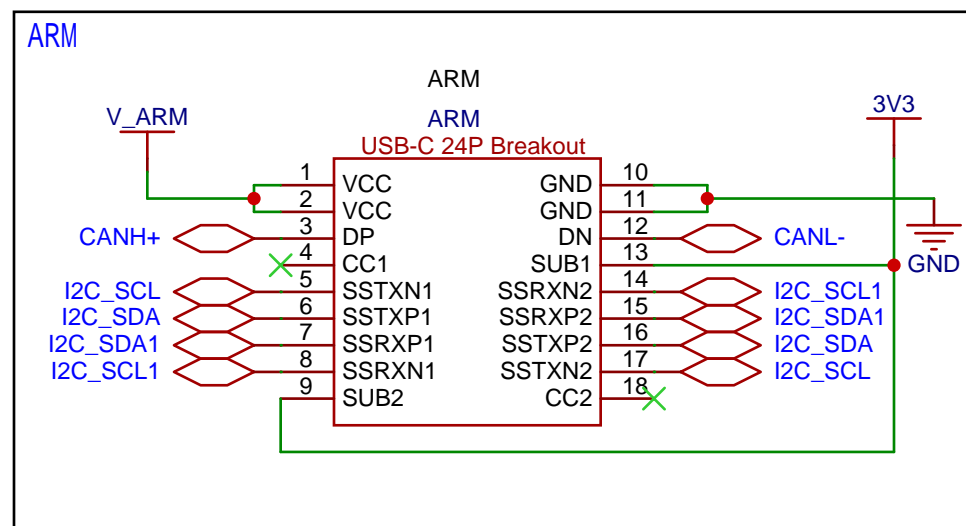 ARM
ARM
V_ARM
ARM
3V3
USB-C 24P Breakout
1 VCC GND 10
2 VCC GND 11
CANH+ 3 DP DN 12 CANL-
4 CC1 SUB1 13 GND
I2C_SCL 5 SSTXN1 SSRXN2 14 I2C_SCL1
I2C_SDA 6 SSTXP1 SSRXP2 15 I2C_SDA1
I2C_SDA1 7 SSRXP1 SSTXP2 16 I2C_SDA
I2C_SCL1 8 SSRXN1 SSTXN2 17 I2C_SCL
9 SUB2 CC2 18